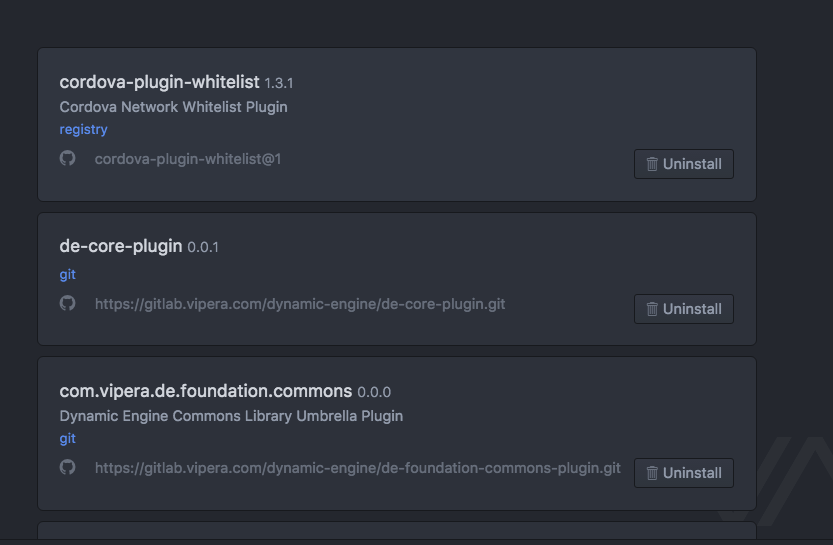 cordova-plugin-whitelist 1.3.1
Cordova Network Whitelist Plugin
registry
cordova-plugin-whitelist@1
Uninstall
de-core-plugin 0.0.1
git
https://gitlab.vipera.com/dynamic-engine/de-core-plugin.git
Uninstall
com.vipera.de.foundation.commons 0.0.0
Dynamic Engine Commons Library Umbrella Plugin
git
https://gitlab.vipera.com/dynamic-engine/de-foundation-commons-plugin.git
Uninstall